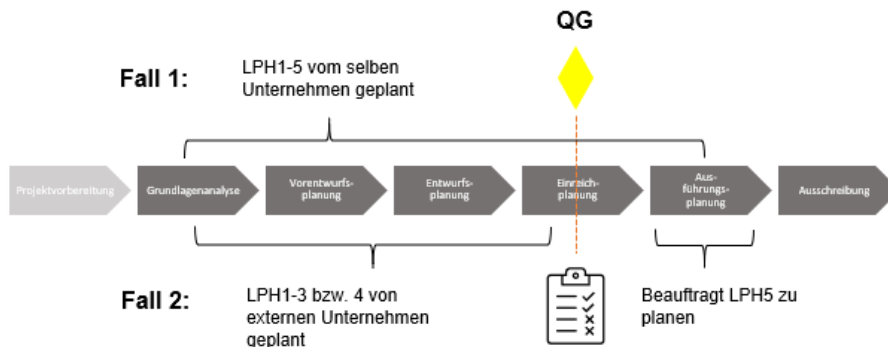 QG
Fall 1:
LPH1-5 vom selben
Unternehmen geplant
Projektvorbereitung
Grundlagenanalyse
Vorentwurfs-
planung
Entwurfs-
planung
Einreich-
planung
Aus-
führungs-
planung
Ausschreibung
Fall 2:
LPH1-3 bzw. 4 von
externen Unternehmen
geplant
Beauftragt LPH5 zu
planen